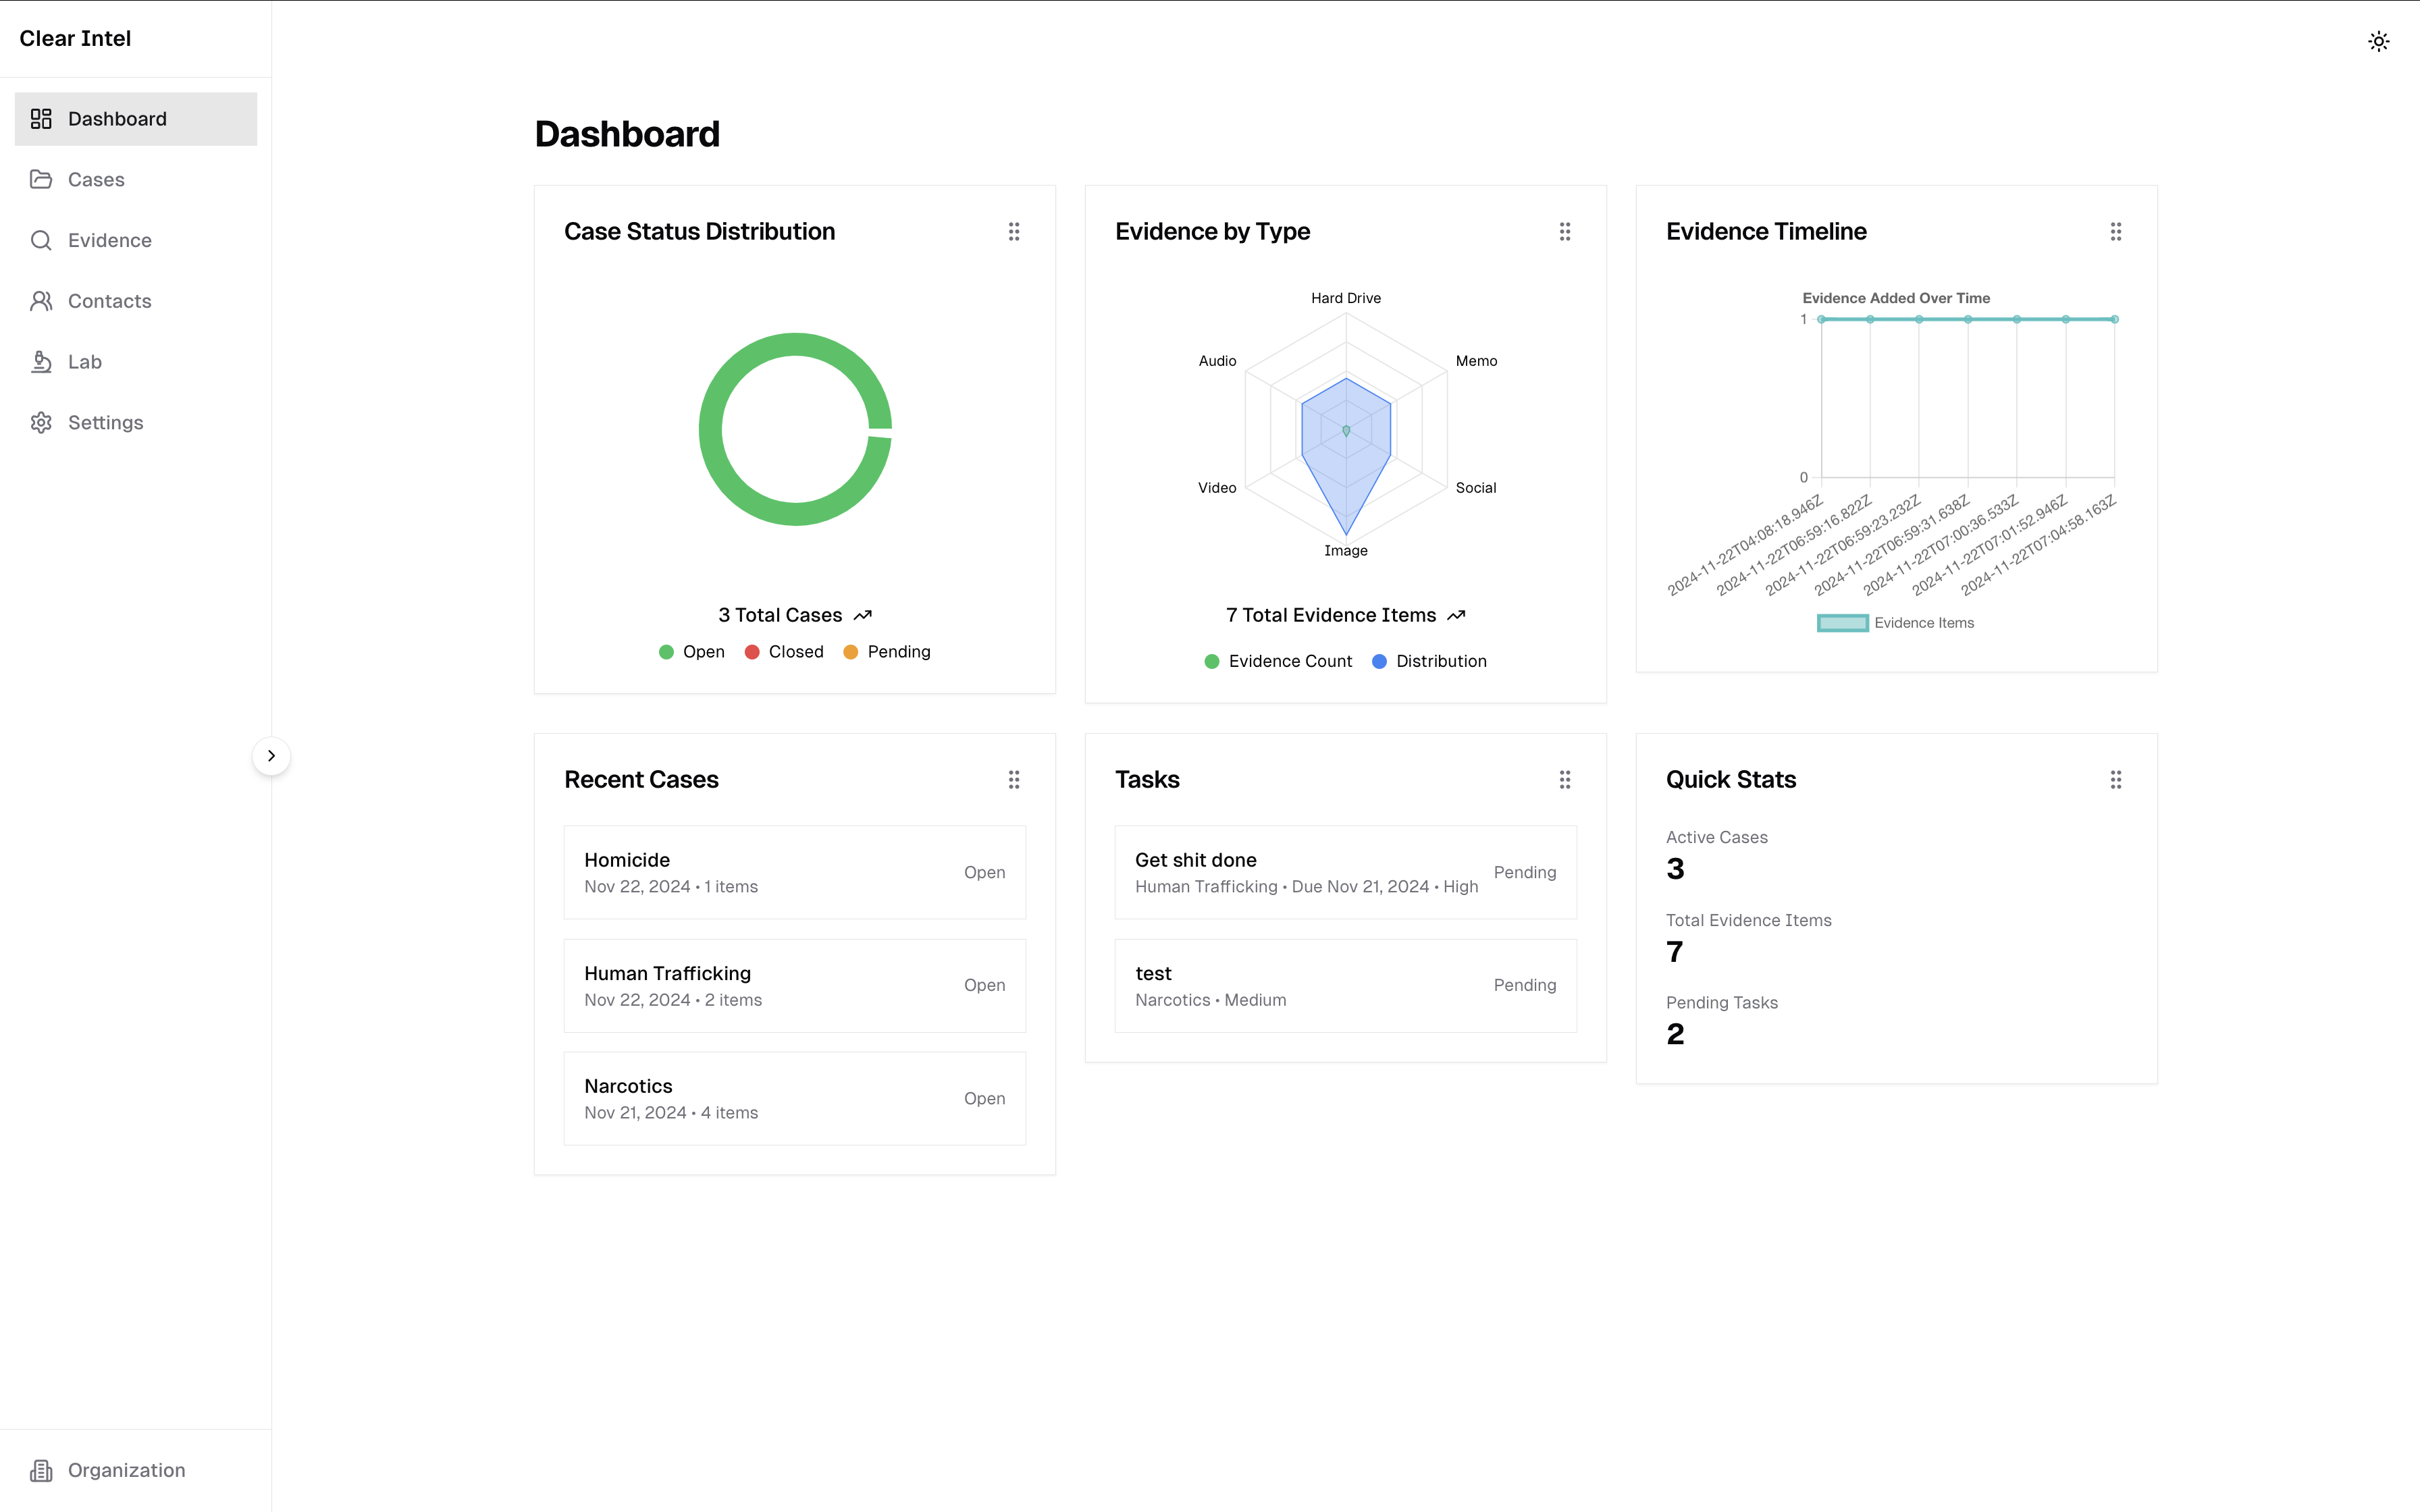 Clear Intel
Dashboard
Cases
Evidence
Contacts
Lab
Settings
Organization
Dashboard
Case Status Distribution
3 Total Cases
Open Closed Pending
Evidence by Type
Hard Drive
Audio
Memo
Video
Social
Image
7 Total Evidence Items
Evidence Count Distribution
Evidence Timeline
Evidence Added Over Time
1
0
2024-11-22T04:08:18.946Z
2024-11-22T06:59:16.822Z
2024-11-22T06:59:23.232Z
2024-11-22T06:59:31.638Z
2024-11-22T07:00:36.533Z
2024-11-22T07:01:52.946Z
2024-11-22T07:04:58.163Z
Evidence Items
Recent Cases
Homicide
Nov 22, 2024 • 1 items
Open
Human Trafficking
Nov 22, 2024 • 2 items
Open
Narcotics
Nov 21, 2024 • 4 items
Open
Tasks
Get shit done
Human Trafficking • Due Nov 21, 2024 • High
Pending
test
Narcotics • Medium
Pending
Quick Stats
Active Cases
3
Total Evidence Items
7
Pending Tasks
2